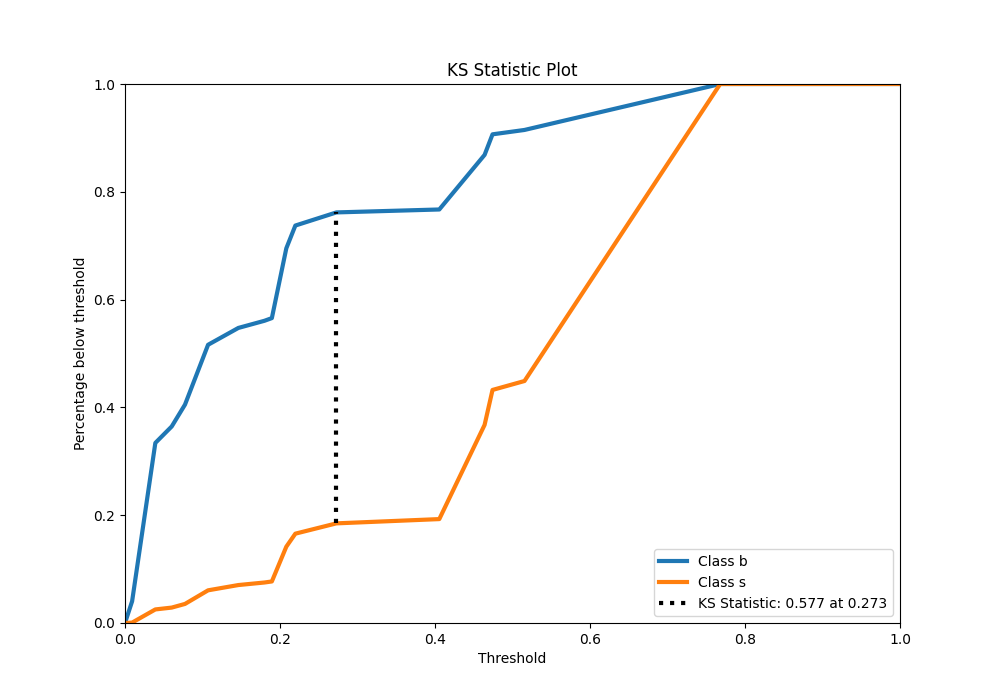 KS Statistic Plot
1.0
0.8
0.6
0.4
0.2
0.0
Percentage below threshold
0.0 0.2 0.4 0.6 0.8 1.0
Threshold
Class b
Class s
KS Statistic: 0.577 at 0.273